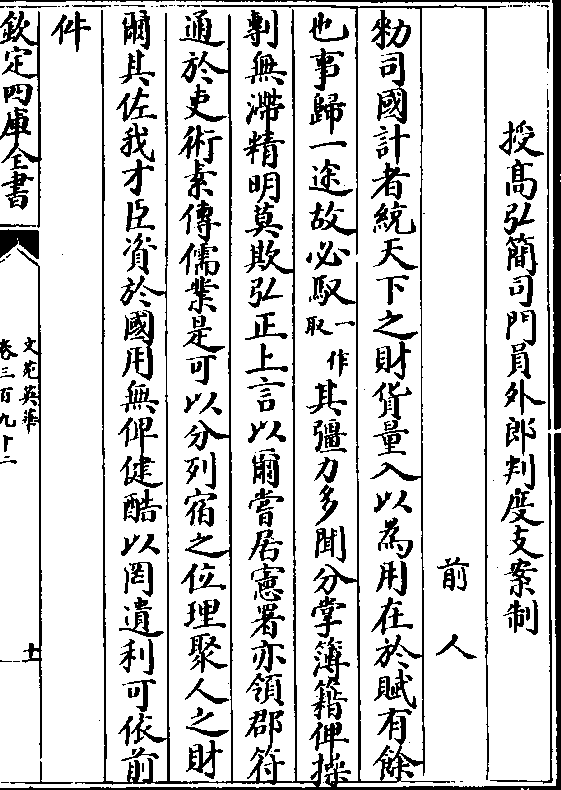 授高弘簡司門員外郎判度支案制
前人
勑司國計者統天下之財貨量入以為用在於賦有餘
也事歸一途故必馭一作取其彊力多聞分掌簿籍俾操
剸無滯精明莫欺弘正上言以爾嘗居憲署亦領郡符
通於吏術素傳儒業是可以分列宿之位理聚人之財
爾其佐我才臣資於國用無俾健酷以罔遺利可依前
件
欽定四庫全書
文苑英華
卷三百九十二
十一